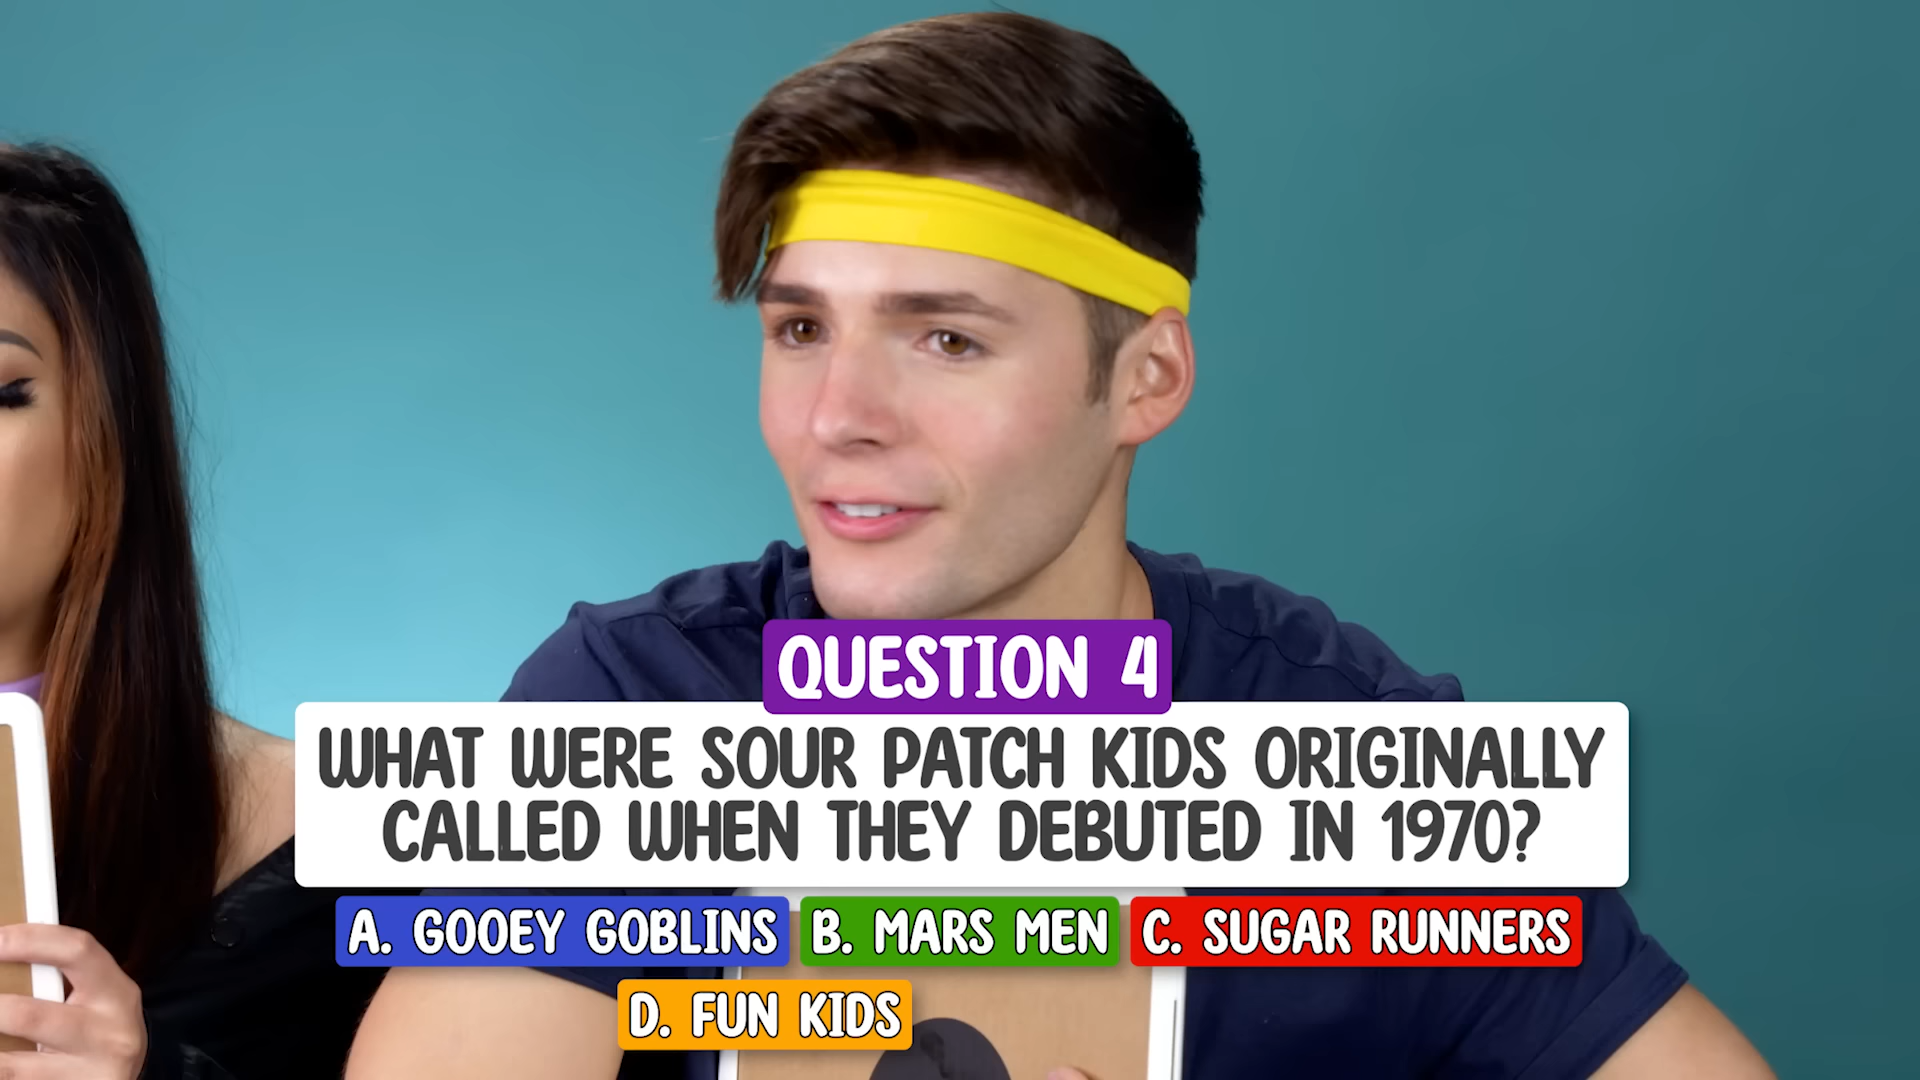 QUESTION 4
WHAT WERE SOUR PATCH KIDS ORIGINALLY
CALLED WHEN THEY DEBUTED IN 1970?
A. GOOEY GOBLINS B. MARS MEN C. SUGAR RUNNERS
D. FUN KIDS